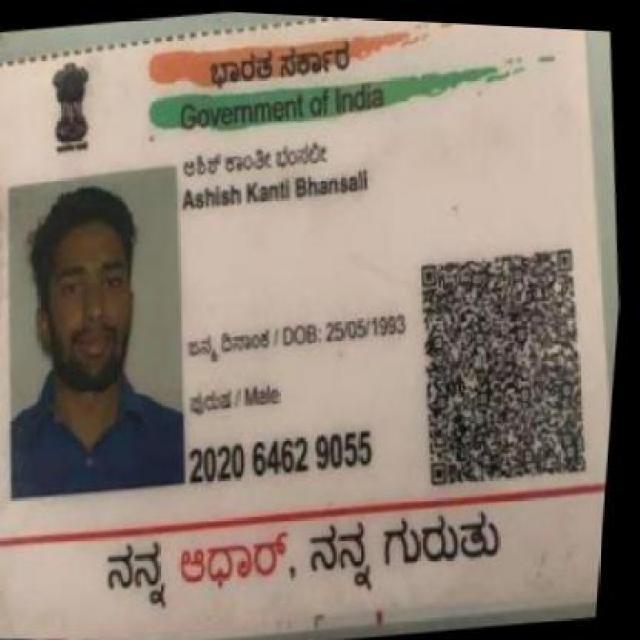 ಭಾರತ ಸರ್ಕಾರ
Government of India
ಆಶಿಶ್ ಕಾಂತೀ ಭಂಸಲೀ
Ashish Kanti Bhansali
ಜನ್ಮ ದಿನಾಂಕ / DOB: 25/05/1993
ಪುರುಷ / Male
2020 6462 9055
ನನ್ನ ಆಧಾರ್, ನನ್ನ ಗುರುತು